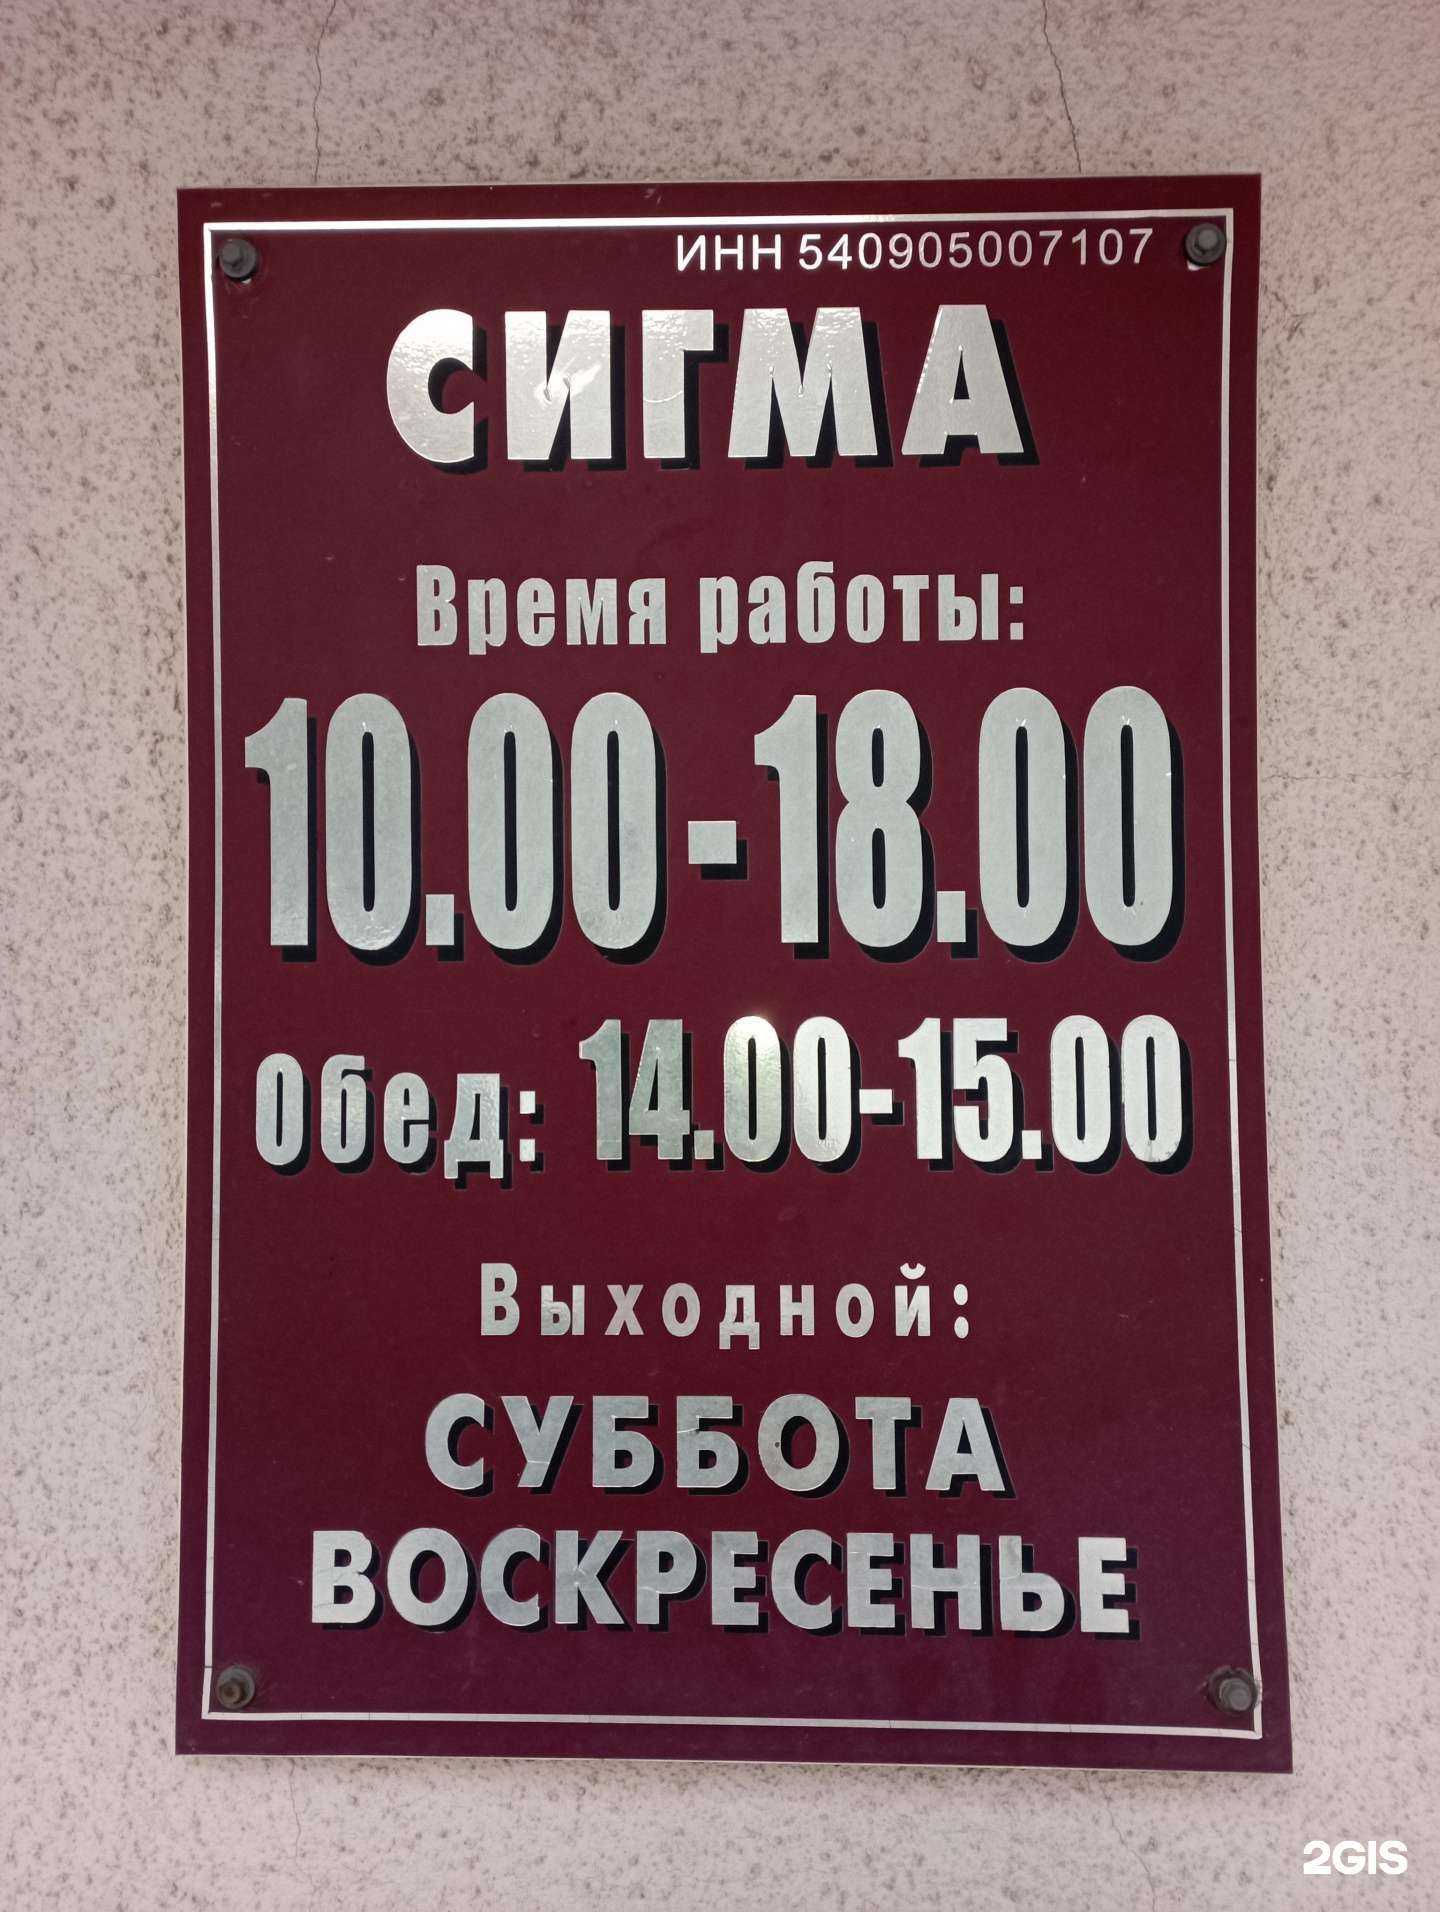 ИНН 540905007107
СИГМА
Время работы:
10.00-18.00
Обед: 14.00-15.00
Выходной:
СУББОТА
ВОСКРЕСЕНЬЕ
2GIS